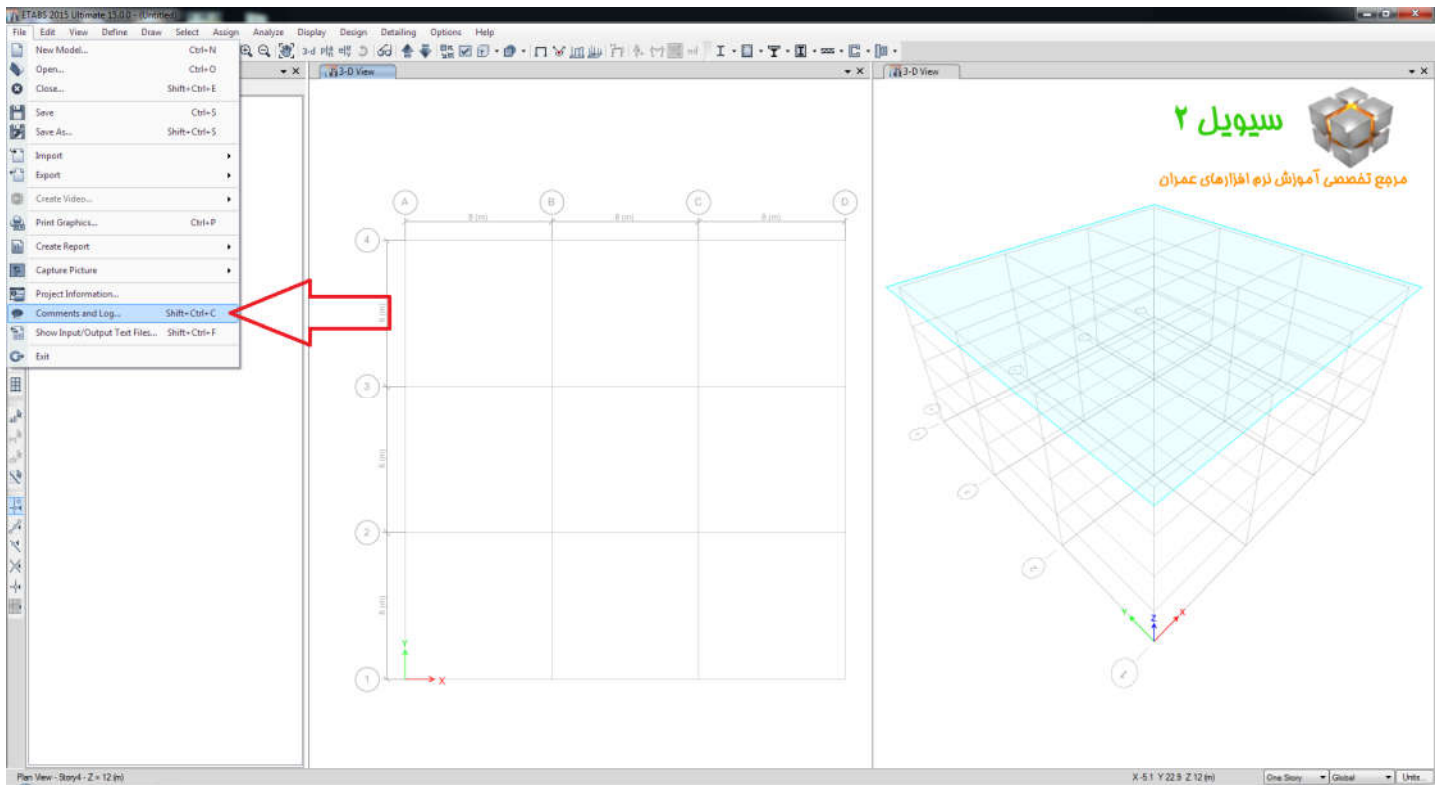 ETABS 2015 Ultimate 15.0.0 - (Untitled)
File Edit View Define Draw Select Assign Analyze Display Design Detailing Options Help
New Model... Ctrl+N
Open... Ctrl+O
Close... Shift+Ctrl+E
Save Ctrl+S
Save As... Shift+Ctrl+S
Import
Export
Create Video...
Print Graphics... Ctrl+P
Create Report
Capture Picture
Project Information...
Comments and Log... Shift+Ctrl+C
Show Input/Output Text Files... Shift+Ctrl+F
Exit
3-d
3-D View
3-D View
سیویل ۲
مرجع تخصصی آموزش نرم افزارهای عمران
A B C D
8 (m) 8 (m) 8 (m)
4
8 (m)
3
8 (m)
2
8 (m)
1
Y
X
Y Z X
Plan View - Story4 - Z = 12 (m)
X -5.1 Y 22.9 Z 12 (m)
One Story Global Units...